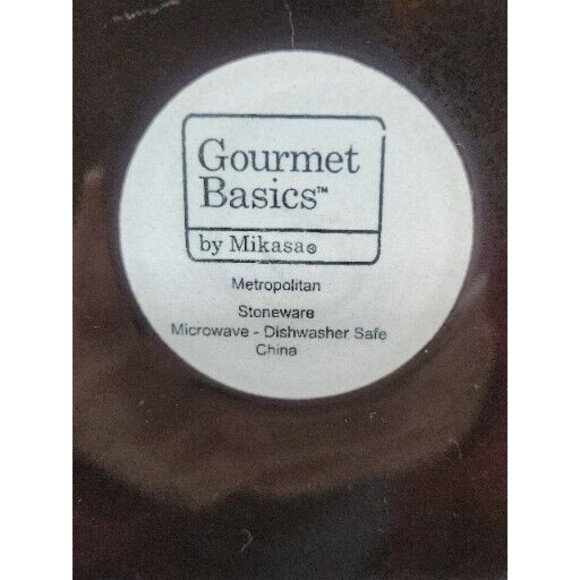 Gourmet
Basics™
by Mikasa®
Metropolitan
Stoneware
Microwave - Dishwasher Safe
China